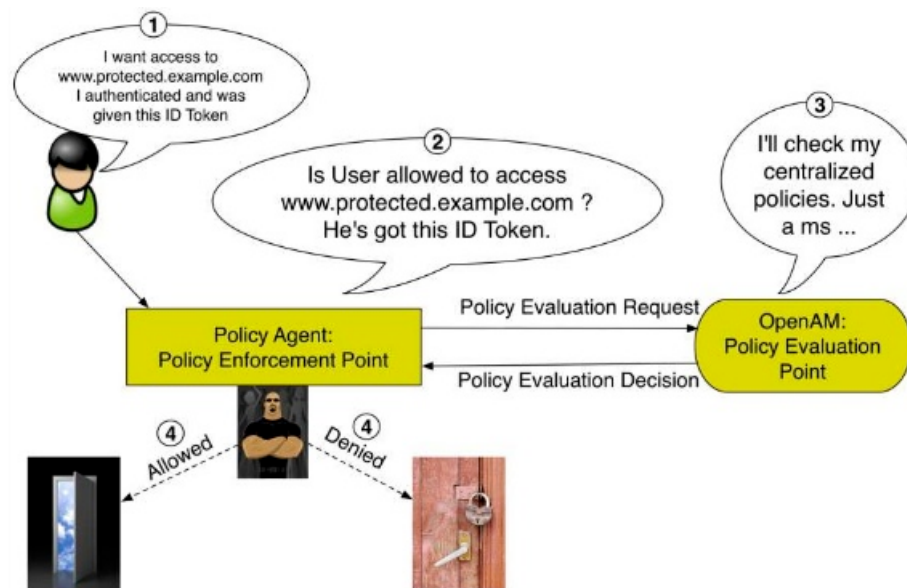 1
I want access to
www.protected.example.com
I authenticated and was
given this ID Token
2
Is User allowed to access
www.protected.example.com ?
He's got this ID Token.
3
I'll check my
centralized
policies. Just
a ms ...
Policy Agent:
Policy Enforcement Point
Policy Evaluation Request
Policy Evaluation Decision
OpenAM:
Policy Evaluation
Point
4
Allowed
4
Denied